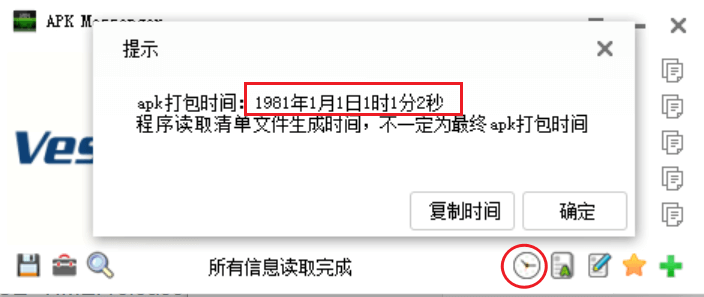 APK Messenger
提示
apk打包时间：1981年1月1日1时1分2秒
程序读取清单文件生成时间，不一定为最终apk打包时间
Ves
复制时间
确定
所有信息读取完成